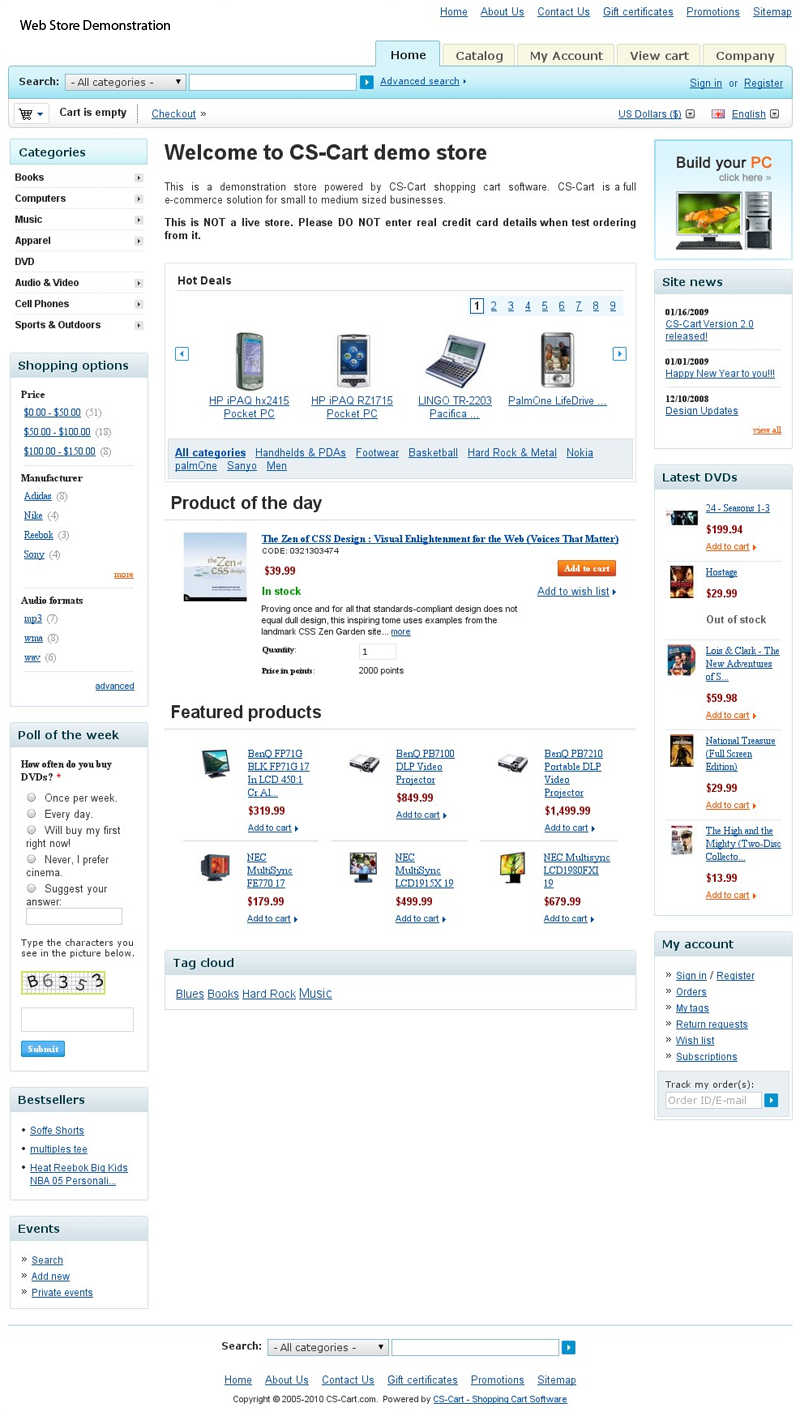 Home About Us Contact Us Gift certificates Promotions Sitemap
Web Store Demonstration
Home Catalog My Account View cart Company
Search: - All categories - Advanced search Sign in or Register
Cart is empty Checkout » US Dollars ($) English
Categories
Books
Computers
Music
Apparel
DVD
Audio & Video
Cell Phones
Sports & Outdoors
Shopping options
Price
$0.00 - $50.00 (51)
$50.00 - $100.00 (18)
$100.00 - $150.00 (8)
Manufacturer
Adidas (8)
Nike (4)
Reebok (3)
Sony (4)
more
Audio formats
mp3 (7)
wma (8)
wav (6)
advanced
Poll of the week
How often do you buy
DVDs? *
Once per week.
Every day.
Will buy my first
right now!
Never, I prefer
cinema.
Suggest your
answer:
Type the characters you
see in the picture below.
B6353
Submit
Bestsellers
• Soffe Shorts
• multiples tee
• Heat Reebok Big Kids
NBA 05 Personali...
Events
» Search
» Add new
» Private events
Welcome to CS-Cart demo store
This is a demonstration store powered by CS-Cart shopping cart software. CS-Cart is a full
e-commerce solution for small to medium sized businesses.
This is NOT a live store. Please DO NOT enter real credit card details when test ordering
from it.
Hot Deals
1 2 3 4 5 6 7 8 9
HP iPAQ hx2415
Pocket PC
HP iPAQ RZ1715
Pocket PC
LINGO TR-2203
Pacifica ...
PalmOne LifeDrive ...
All categories Handhelds & PDAs Footwear Basketball Hard Rock & Metal Nokia
palmOne Sanyo Men
Product of the day
the Zen of
css design
The Zen of CSS Design : Visual Enlightenment for the Web (Voices That Matter)
CODE: 0321303474
$39.99 Add to cart
In stock Add to wish list
Proving once and for all that standards-compliant design does not
equal dull design, this inspiring tome uses examples from the
landmark CSS Zen Garden site... more
Quantity: 1
Price in points: 2000 points
Featured products
BenQ FP71G
BLK FP71G 17
In LCD 450:1
Cr A1...
$319.99
Add to cart
BenQ PB7100
DLP Video
Projector
$849.99
Add to cart
BenQ PB7210
Portable DLP
Video
Projector
$1,499.99
Add to cart
NEC
MultiSync
FE770 17
$179.99
Add to cart
NEC
MultiSync
LCD1915X 19
$499.99
Add to cart
NEC Multisync
LCD1980FXI
19
$679.99
Add to cart
Tag cloud
Blues Books Hard Rock Music
Build your PC
click here »
Site news
01/16/2009
CS-Cart Version 2.0
released!
01/01/2009
Happy New Year to you!!!
12/10/2008
Design Updates
view all
Latest DVDs
24 - Seasons 1-3
$199.94
Add to cart
Hostage
$29.99
Out of stock
Lois & Clark - The
New Adventures
of S...
$59.98
Add to cart
National Treasure
(Full Screen
Edition)
$29.99
Add to cart
The High and the
Mighty (Two-Disc
Collecto...
$13.99
Add to cart
My account
» Sign in / Register
» Orders
» My tags
» Return requests
» Wish list
» Subscriptions
Track my order(s):
Order ID/E-mail
Search: - All categories -
Home About Us Contact Us Gift certificates Promotions Sitemap
Copyright © 2005-2010 CS-Cart.com. Powered by CS-Cart - Shopping Cart Software